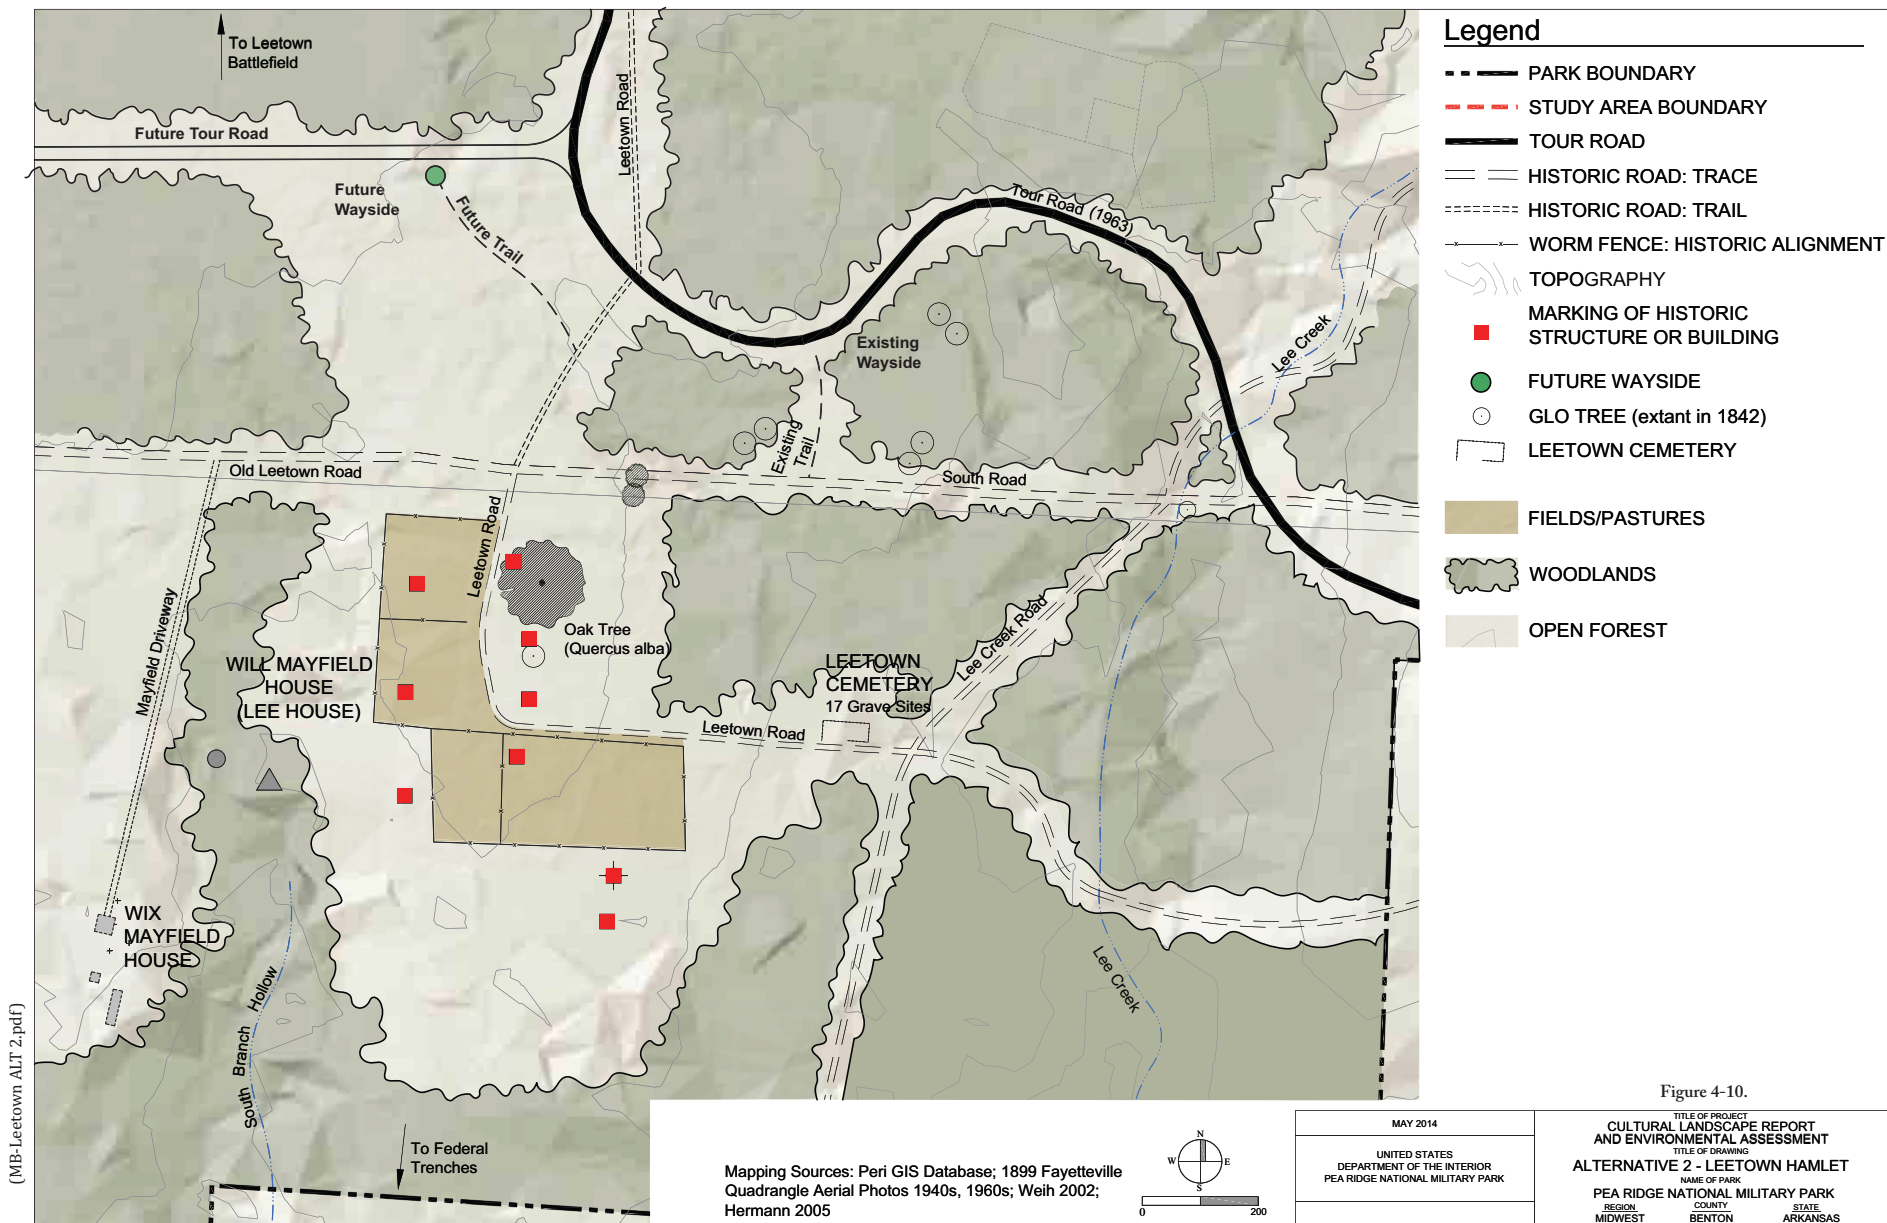 To Leetown
Battlefield
Future Tour Road
Leetown Road
Future
Wayside
Future Trail
Tour Road (1963)
Existing
Wayside
Lee Creek
Existing
Trail
Old Leetown Road
South Road
Leetown Road
Mayfield Driveway
Oak Tree
(Quercus alba)
WILL MAYFIELD
HOUSE
(LEE HOUSE)
LEETOWN
CEMETERY
17 Grave Sites
Lee Creek Road
Leetown Road
WIX
MAYFIELD
HOUSE
South Branch Hollow
Lee Creek
To Federal
Trenches
(MB-Leetown ALT 2.pdf)
Legend
PARK BOUNDARY
STUDY AREA BOUNDARY
TOUR ROAD
HISTORIC ROAD: TRACE
HISTORIC ROAD: TRAIL
WORM FENCE: HISTORIC ALIGNMENT
TOPOGRAPHY
MARKING OF HISTORIC
STRUCTURE OR BUILDING
FUTURE WAYSIDE
GLO TREE (extant in 1842)
LEETOWN CEMETERY
FIELDS/PASTURES
WOODLANDS
OPEN FOREST
Mapping Sources: Peri GIS Database; 1899 Fayetteville
Quadrangle Aerial Photos 1940s, 1960s; Weih 2002;
Hermann 2005
N
W E
S
0 200
MAY 2014
UNITED STATES
DEPARTMENT OF THE INTERIOR
PEA RIDGE NATIONAL MILITARY PARK
Figure 4-10.
TITLE OF PROJECT
CULTURAL LANDSCAPE REPORT
AND ENVIRONMENTAL ASSESSMENT
TITLE OF DRAWING
ALTERNATIVE 2 - LEETOWN HAMLET
NAME OF PARK
PEA RIDGE NATIONAL MILITARY PARK
REGION COUNTY STATE
MIDWEST BENTON ARKANSAS